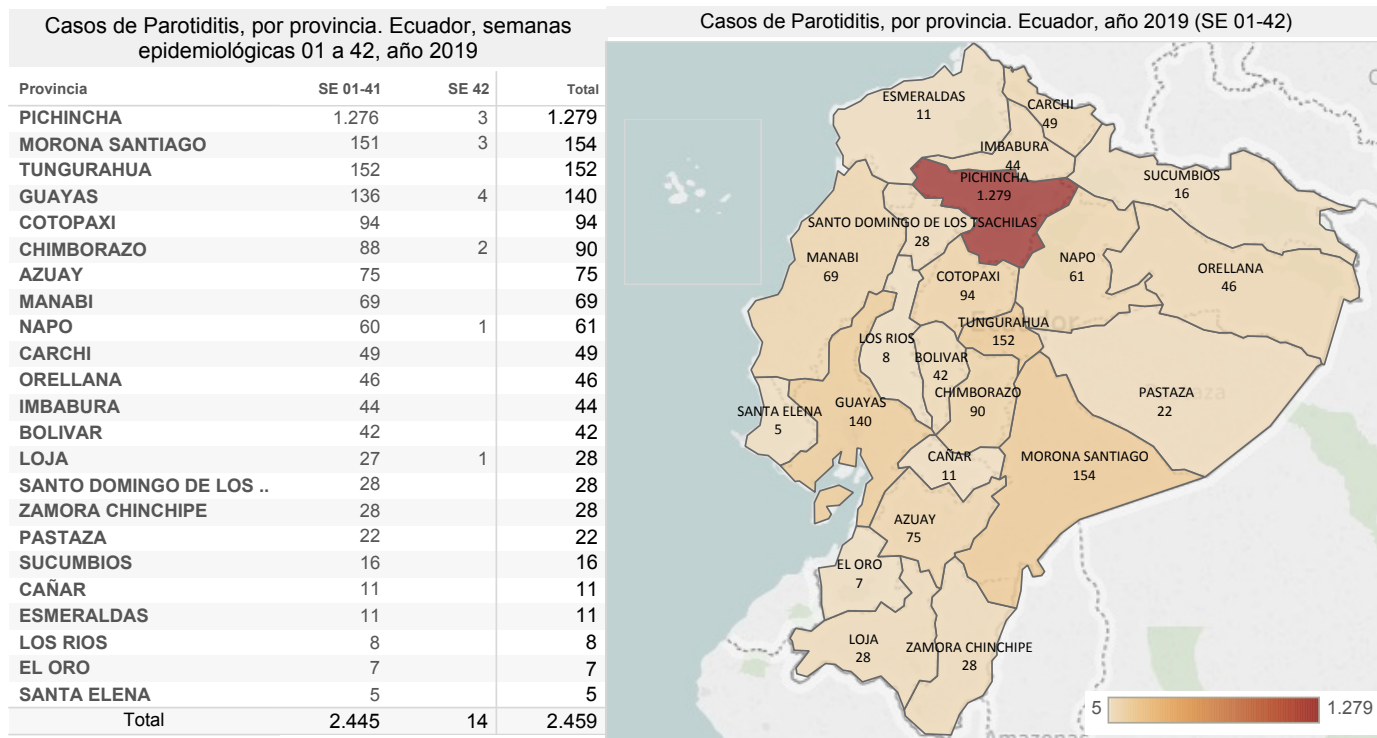 Casos de Parotiditis, por provincia. Ecuador, semanas
epidemiológicas 01 a 42, año 2019
Provincia SE 01-41 SE 42 Total
PICHINCHA 1.276 3 1.279
MORONA SANTIAGO 151 3 154
TUNGURAHUA 152 152
GUAYAS 136 4 140
COTOPAXI 94 94
CHIMBORAZO 88 2 90
AZUAY 75 75
MANABI 69 69
NAPO 60 1 61
CARCHI 49 49
ORELLANA 46 46
IMBABURA 44 44
BOLIVAR 42 42
LOJA 27 1 28
SANTO DOMINGO DE LOS .. 28 28
ZAMORA CHINCHIPE 28 28
PASTAZA 22 22
SUCUMBIOS 16 16
CAÑAR 11 11
ESMERALDAS 11 11
LOS RIOS 8 8
EL ORO 7 7
SANTA ELENA 5 5
Total 2.445 14 2.459
Casos de Parotiditis, por provincia. Ecuador, año 2019 (SE 01-42)
ESMERALDAS
11
CARCHI
49
IMBABURA
44
PICHINCHA
1.279
SUCUMBIOS
16
SANTO DOMINGO DE LOS TSACHILAS
28
MANABI
69
NAPO
61
ORELLANA
46
COTOPAXI
94
Ecuador
TUNGURAHUA
152
LOS RIOS
8
BOLIVAR
42
CHIMBORAZO
90
PASTAZA
22
GUAYAS
140
SANTA ELENA
5
CAÑAR
11
MORONA SANTIAGO
154
AZUAY
75
EL ORO
7
LOJA
28
ZAMORA CHINCHIPE
28
5 1.279
Amazonas